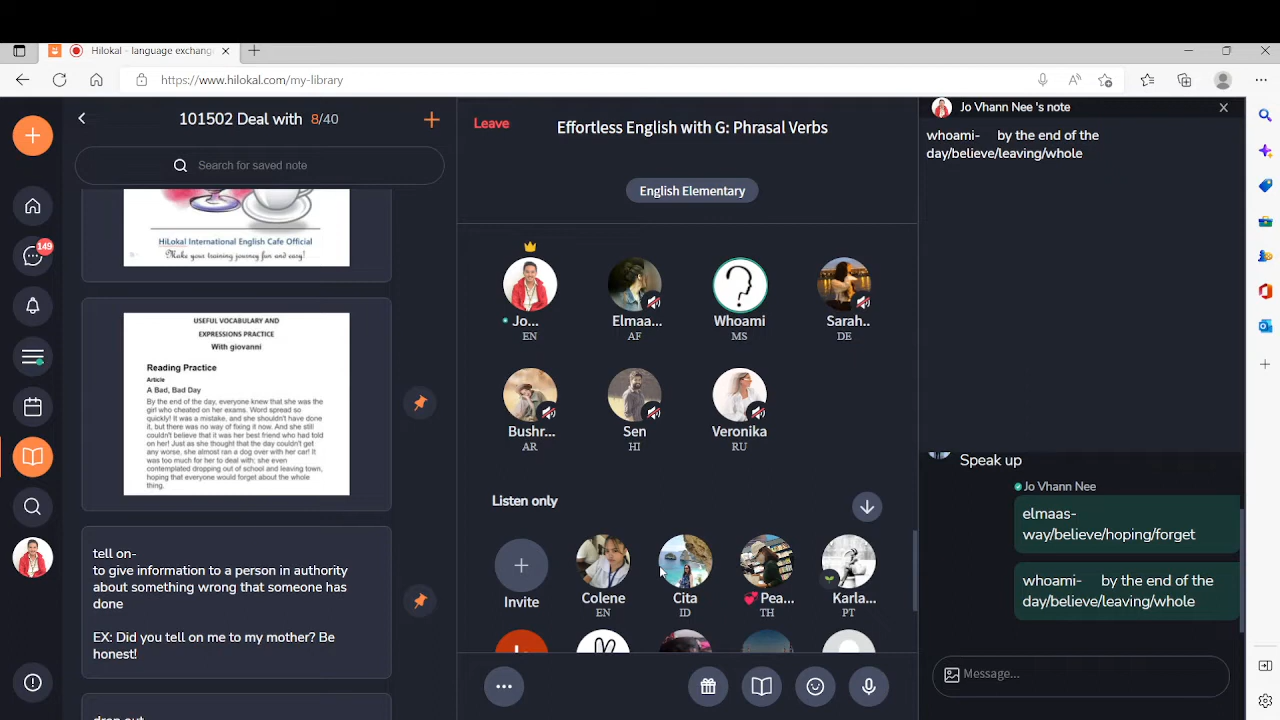 Hilokal - language exchang
https://www.hilokal.com/my-library
149
101502 Deal with 8/40
Search for saved note
HiLokal International English Cafe Official
Make your training journey fun and easy!
USEFUL VOCABULARY AND
EXPRESSIONS PRACTICE
With giovanni
Reading Practice
Article
A Bad, Bad Day
By the end of the day, everyone knew that she was the
girl who cheated on her exams. Word spread so
quickly! It was a mistake, and she shouldn't have done
it, but there was no way of fixing it now. And she still
couldn't believe that it was her best friend who had told
on her! Just as she thought that the day couldn't get
any worse, she almost ran a dog over with her car! It
was too much for her to deal with; she even
contemplated dropping out of school and leaving town,
hoping that everyone would forget about the whole
thing.
tell on-
to give information to a person in authority
about something wrong that someone has
done
EX: Did you tell on me to my mother? Be
honest!
drop out
Leave
Effortless English with G: Phrasal Verbs
English Elementary
Jo...
EN
Elmaa...
AF
Whoami
MS
Sarah..
DE
Bushr...
AR
Sen
HI
Veronika
RU
Listen only
Invite
Colene
EN
Cita
ID
Pea...
TH
Karla...
PT
Jo Vhann Nee 's note
whoami- by the end of the
day/believe/leaving/whole
Speak up
Jo Vhann Nee
elmaas-
way/believe/hoping/forget
whoami- by the end of the
day/believe/leaving/whole
Message...